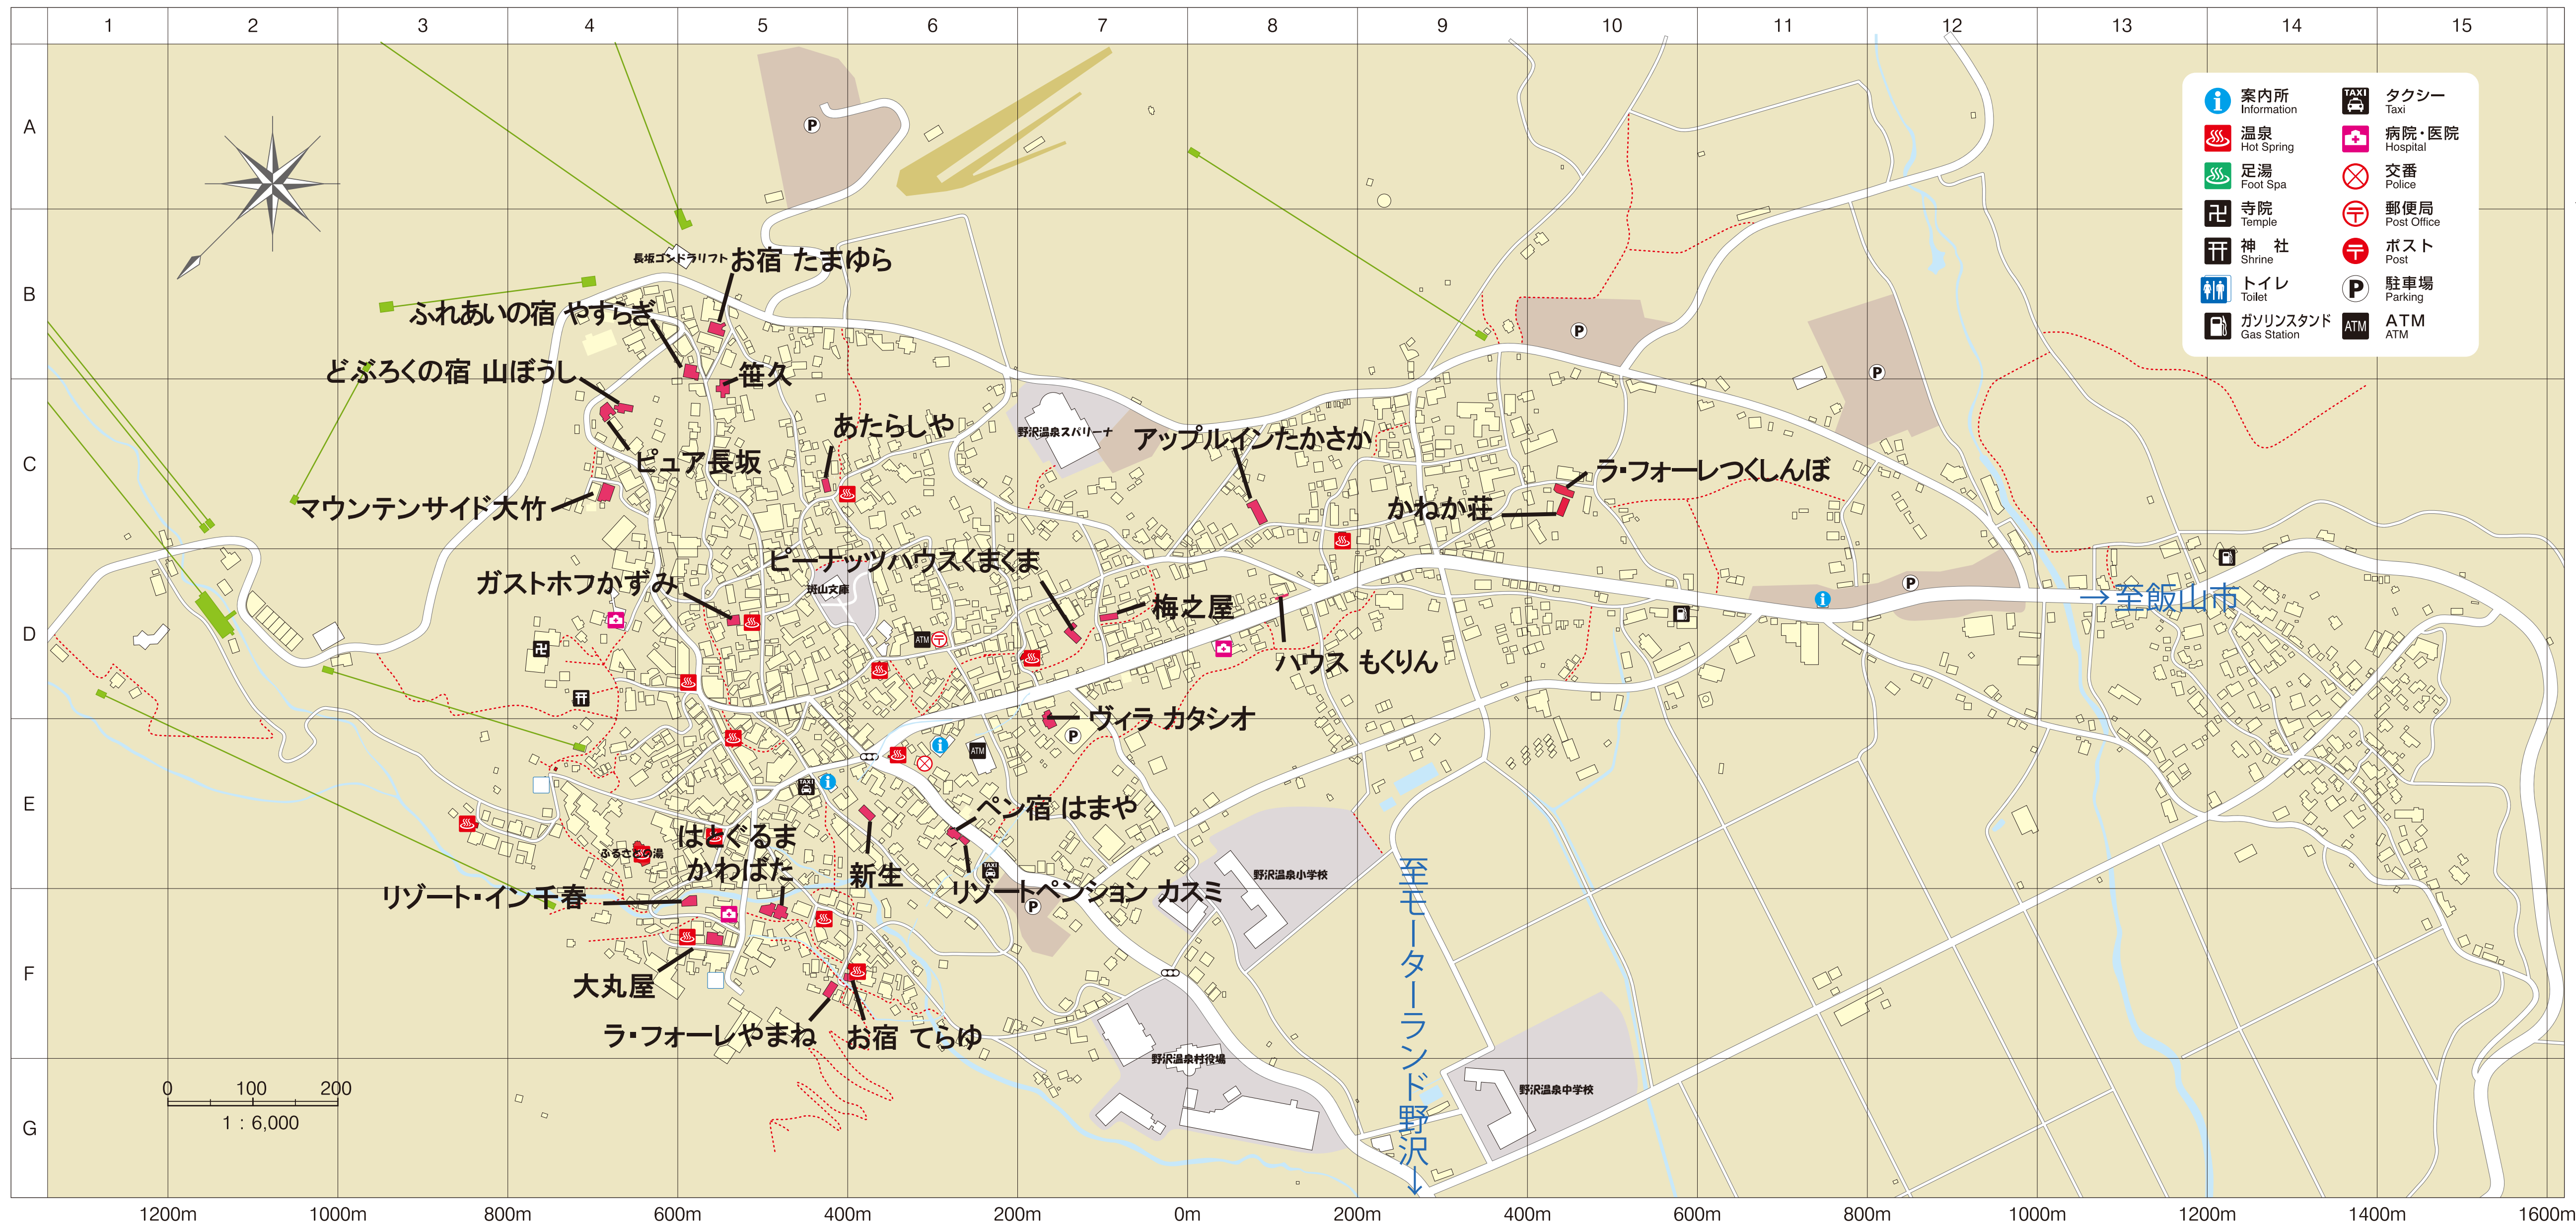 1 2 3 4 5 6 7 8 9 10 11 12 13 14 15
A
B
C
D
E
F
G
案内所
Information
温泉
Hot Spring
足湯
Foot Spa
寺院
Temple
神 社
Shrine
トイレ
Toilet
ガソリンスタンド
Gas Station
TAXI
タクシー
Taxi
病院・医院
Hospital
交番
Police
郵便局
Post Office
ポスト
Post
P
駐車場
Parking
ATM
ATM
ATM
P
長坂ゴンドラリフト
お宿 たまゆら
ふれあいの宿 やすらぎ
P
どぶろくの宿 山ぼうし
笹久
P
あたらしや
野沢温泉スパリーナ
アップルインたかさか
ピュア長坂
ラ・フォーレつくしんぼ
マウンテンサイド大竹
かねか荘
ピーナッツハウスくまくま
ガストホフかずみ
斑山文庫
P
→至飯山市
梅之屋
ATM
ハウス もくりん
ヴィラ カタシオ
P
ATM
TAXI
ペン宿 はまや
はとぐるま
かわばた
ふるさとの湯
新生
TAXI
野沢温泉小学校
リゾート・イン千春
リゾートペンション カスミ
P
至モーターランド野沢→
大丸屋
ラ・フォーレやまね
お宿 てらゆ
野沢温泉村役場
野沢温泉中学校
0 100 200
1 : 6,000
1200m 1000m 800m 600m 400m 200m 0m 200m 400m 600m 800m 1000m 1200m 1400m 1600m